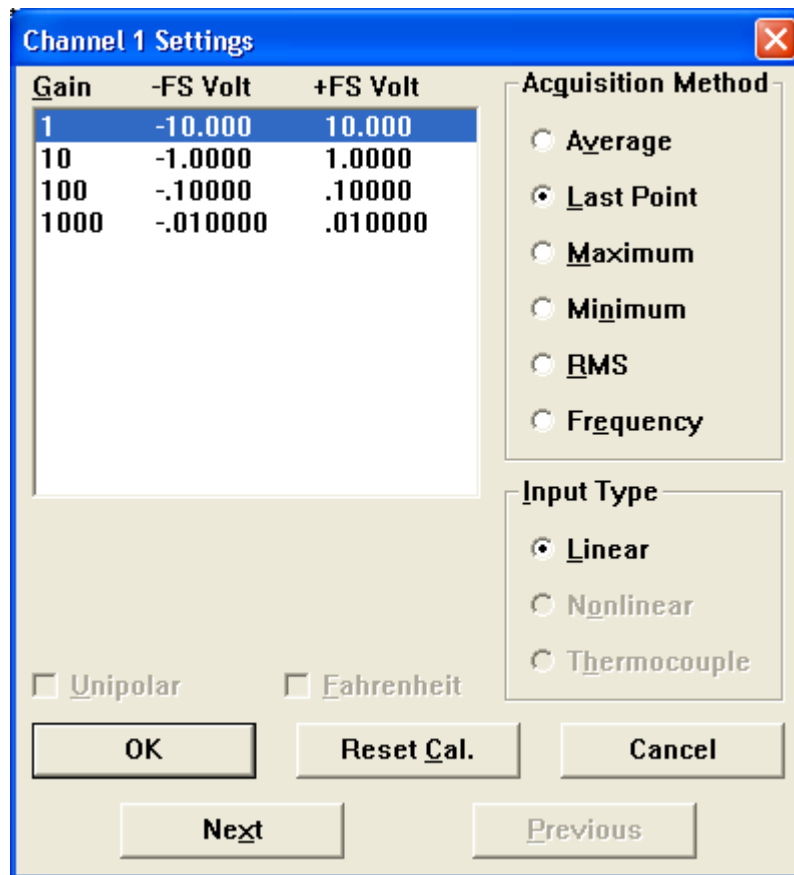 Channel 1 Settings
Gain -FS Volt +FS Volt
1 -10.000 10.000
10 -1.0000 1.0000
100 -.10000 .10000
1000 -.010000 .010000
Acquisition Method
Average
Last Point
Maximum
Minimum
RMS
Frequency
Input Type
Linear
Nonlinear
Thermocouple
Unipolar Fahrenheit
OK Reset Cal. Cancel
Next Previous